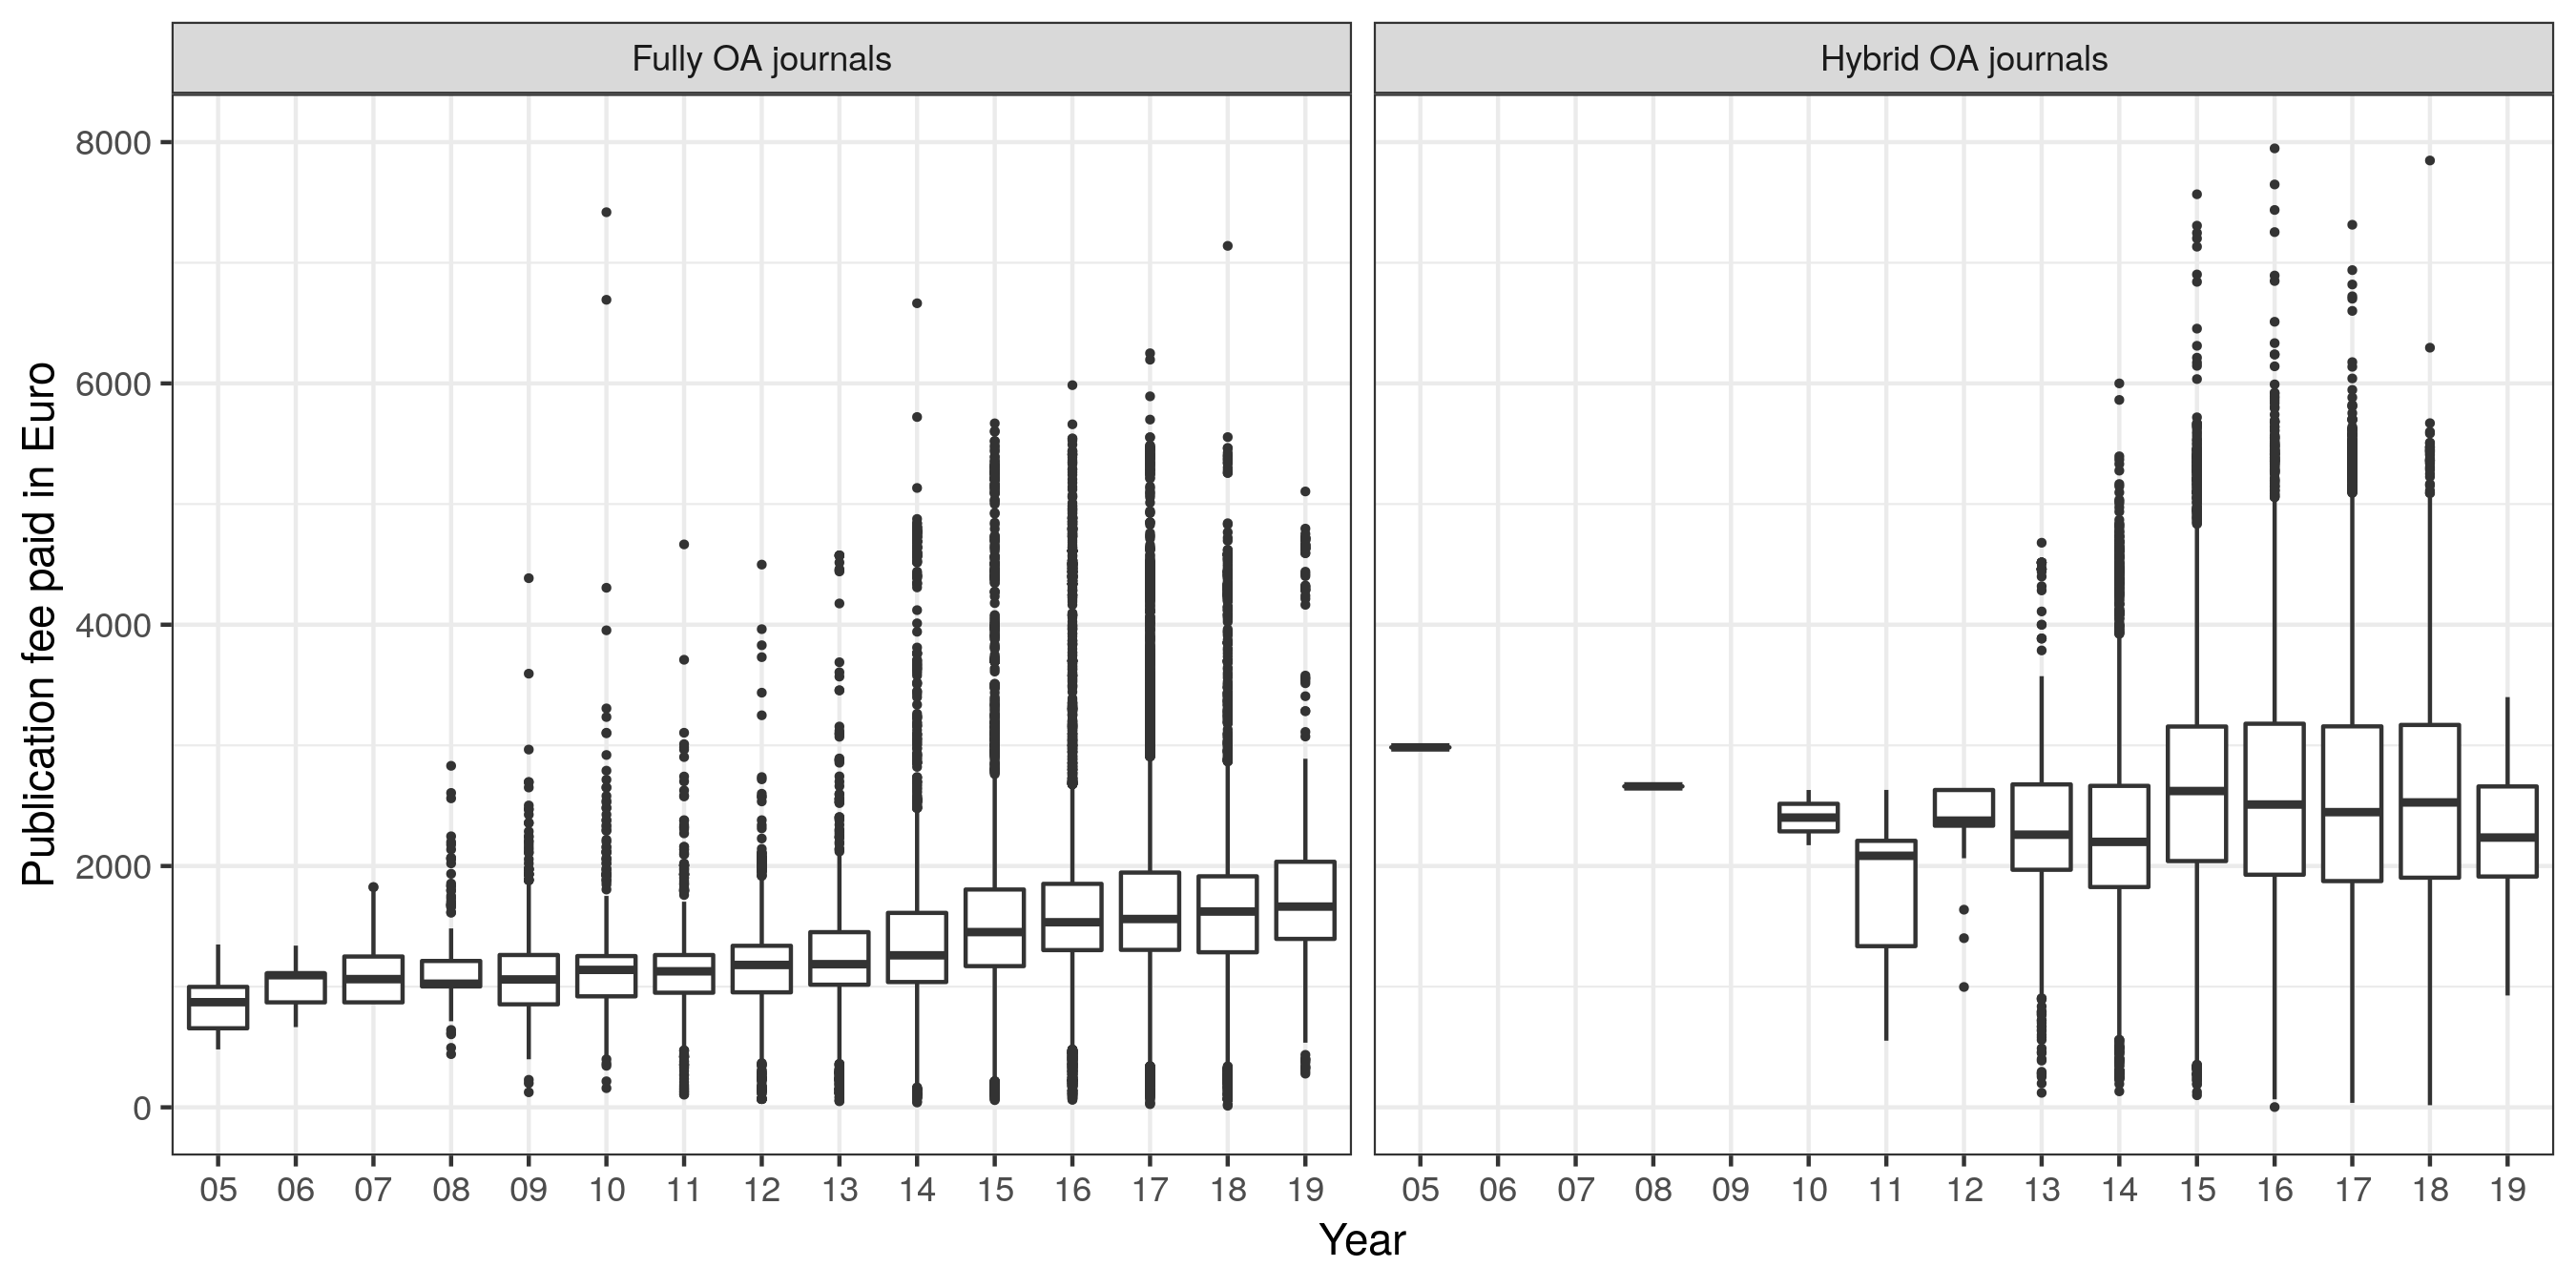 Fully OA journals Hybrid OA journals
8000
6000
4000
2000
0
Publication fee paid in Euro
05 06 07 08 09 10 11 12 13 14 15 16 17 18 19 05 06 07 08 09 10 11 12 13 14 15 16 17 18 19
Year